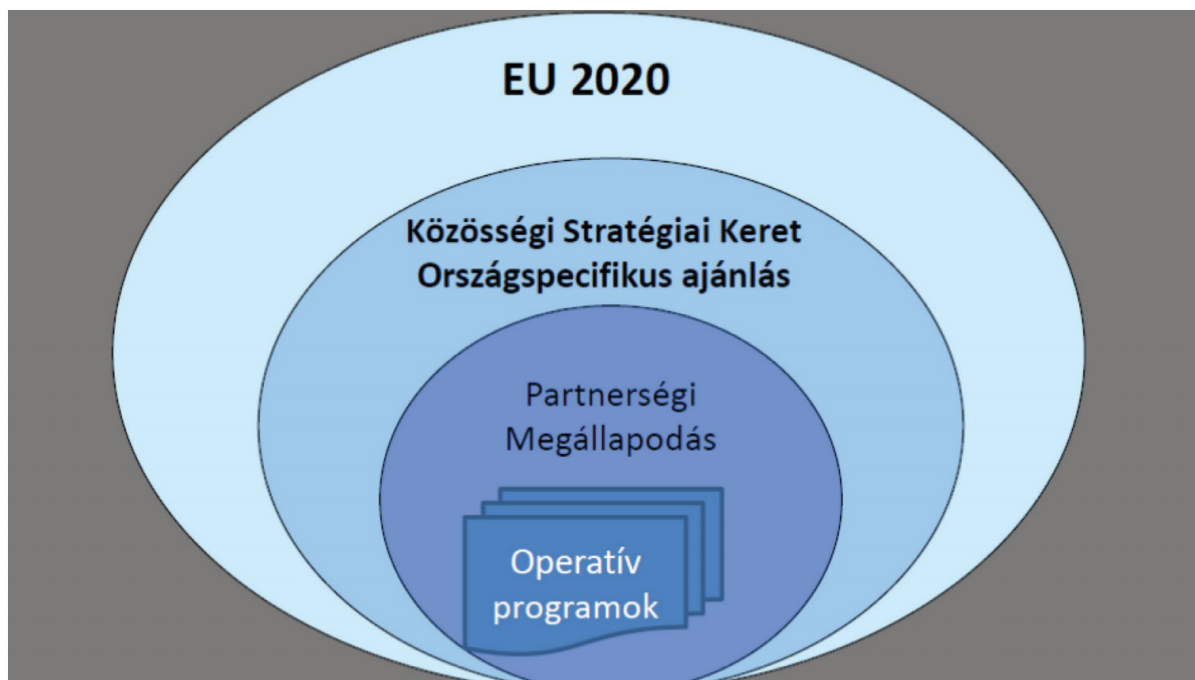 EU 2020
Közösségi Stratégiai Keret
Országspecifikus ajánlás
Partnerségi
Megállapodás
Operatív
programok